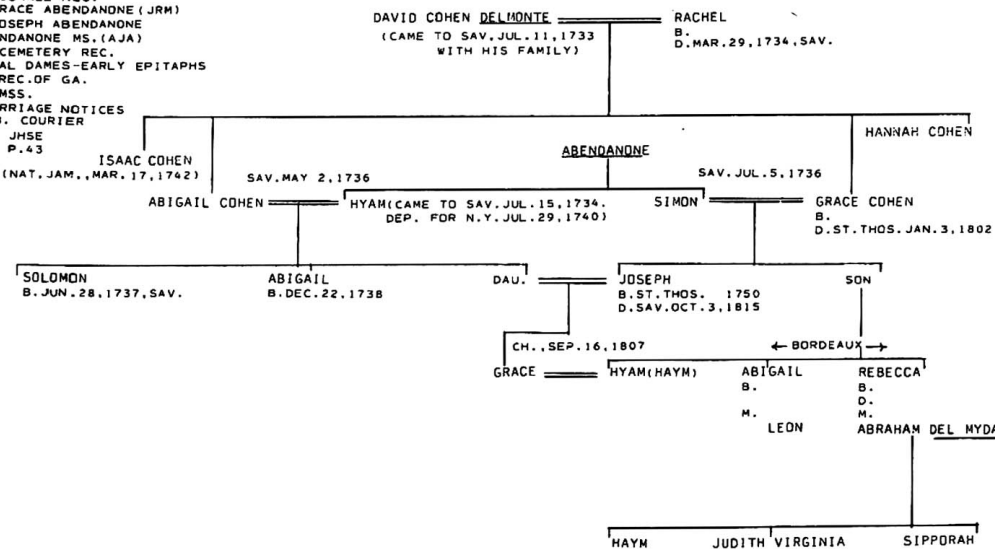 RACE ABENDANONE(JRM)
OSEPH ABENDANONE
NDANONE MS.(AJA)
CEMETERY REC.
AL DAMES-EARLY EPITAPHS
REC.OF GA.
MSS.
RRIAGE NOTICES
. COURIER
JHSE
P.43
DAVID COHEN DELMONTE
(CAME TO SAV.JUL.11,1733
WITH HIS FAMILY)
RACHEL
B.
D.MAR.29,1734,SAV.
ISAAC COHEN
(NAT.JAM.,MAR.17,1742)
HANNAH COHEN
ABENDANONE
SAV.MAY 2,1736
SAV.JUL.5,1736
ABIGAIL COHEN
HYAM(CAME TO SAV.JUL.15,1734.
DEP. FOR N.Y.JUL.29,1740)
SIMON
GRACE COHEN
B.
D.ST.THOS.JAN.3,1802
SOLOMON
B.JUN.28,1737,SAV.
ABIGAIL
B.DEC.22,1738
DAU.
JOSEPH
B.ST.THOS. 1750
D.SAV.OCT.3,1815
SON
CH.,SEP.16,1807
← BORDEAUX →
GRACE
HYAM(HAYM)
ABIGAIL
B.
M.
LEON
REBECCA
B.
D.
M.
ABRAHAM DEL MYDA
HAYM
JUDITH
VIRGINIA
SIPPORAH